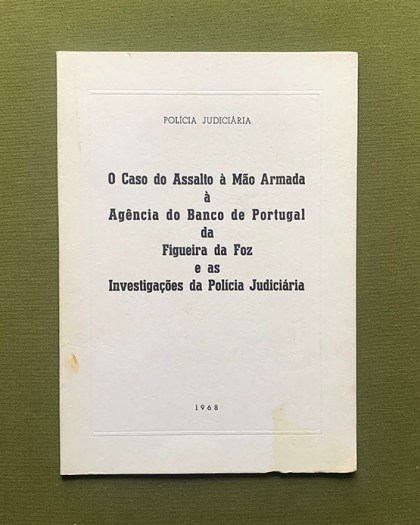 POLÍCIA JUDICIÁRIA
O Caso do Assalto à Mão Armada
à
Agência do Banco de Portugal
da
Figueira da Foz
e as
Investigações da Polícia Judiciária
1968